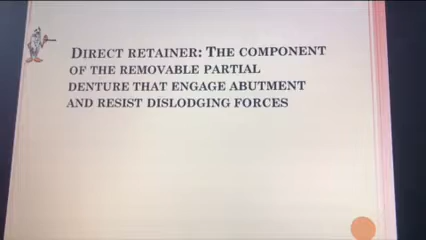 DIRECT RETAINER: THE COMPONENT
OF THE REMOVABLE PARTIAL
DENTURE THAT ENGAGE ABUTMENT
AND RESIST DISLODGING FORCES